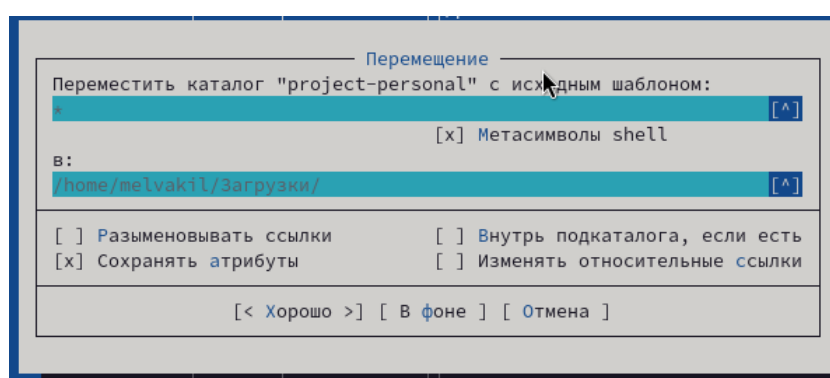 Перемещение
Переместить каталог "project-personal" с исходным шаблоном:
* [^]
[x] Метасимволы shell
в:
/home/melvakil/Загрузки/ [^]
[ ] Разыменовывать ссылки [ ] Внутрь подкаталога, если есть
[x] Сохранять атрибуты [ ] Изменять относительные ссылки
[< Хорошо >] [ В фоне ] [ Отмена ]